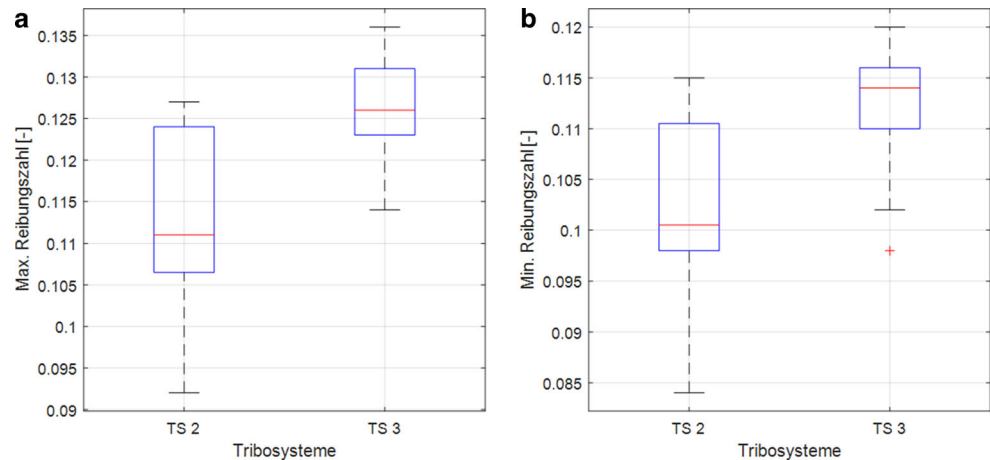 a
0.135
0.13
0.125
0.12
0.115
0.11
0.105
0.1
0.095
0.09
Max. Reibungszahl [-]
TS 2 TS 3
Tribosysteme
b
0.12
0.115
0.11
0.105
0.1
0.095
0.09
0.085
Min. Reibungszahl [-]
TS 2 TS 3
Tribosysteme